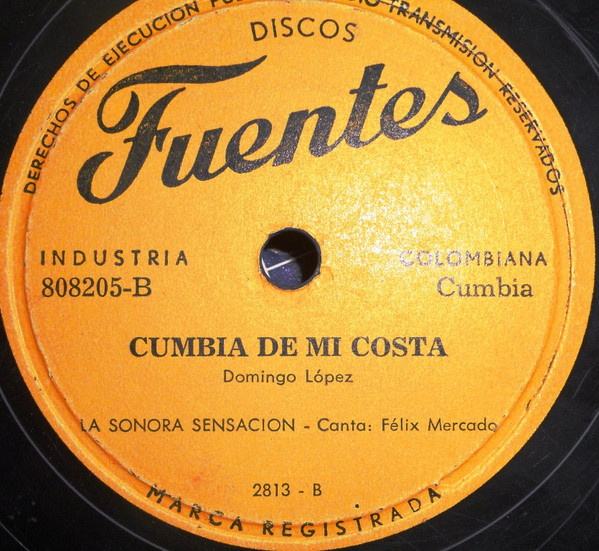 DERECHOS DE EJECUCION TRANSMISION RESERVADOS
DISCOS
Fuentes
INDUSTRIA COLOMBIANA
808205-B Cumbia
CUMBIA DE MI COSTA
Domingo López
LA SONORA SENSACION - Canta: Félix Mercado
2813 - B
MARCA REGISTRADA